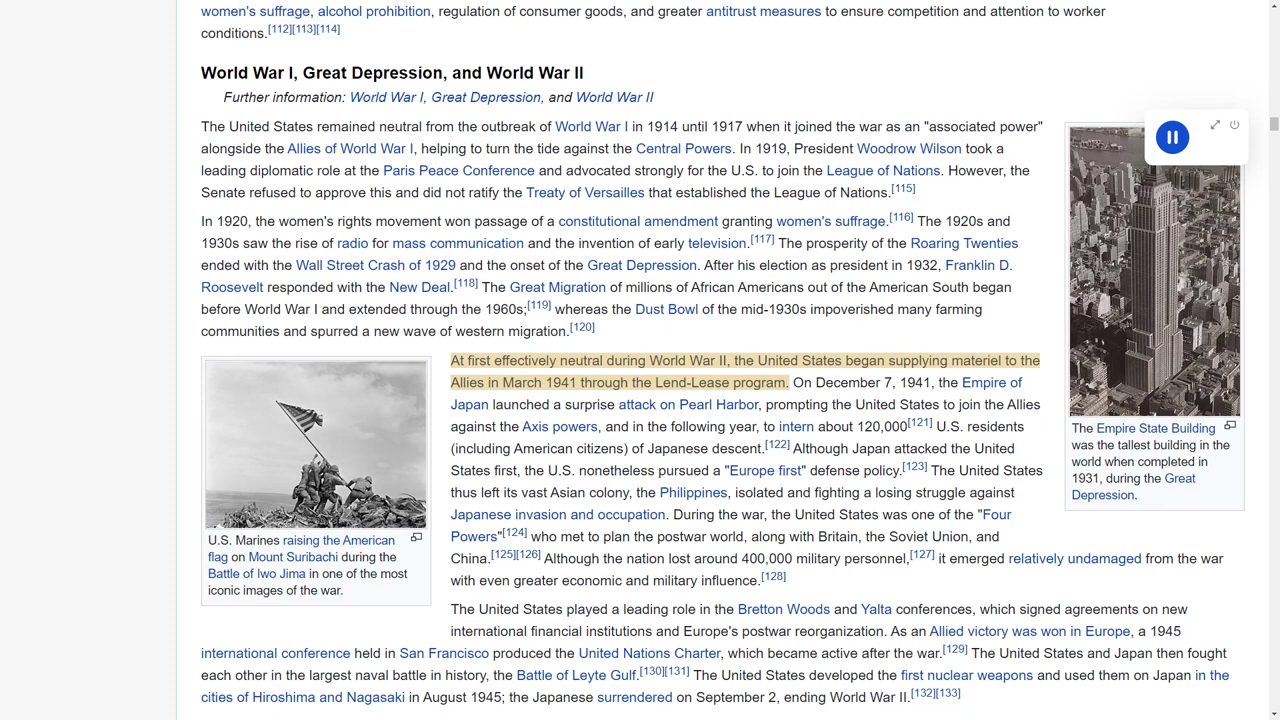 women's suffrage, alcohol prohibition, regulation of consumer goods, and greater antitrust measures to ensure competition and attention to worker
conditions.[112][113][114]
World War I, Great Depression, and World War II
Further information: World War I, Great Depression, and World War II
The United States remained neutral from the outbreak of World War I in 1914 until 1917 when it joined the war as an "associated power"
alongside the Allies of World War I, helping to turn the tide against the Central Powers. In 1919, President Woodrow Wilson took a
leading diplomatic role at the Paris Peace Conference and advocated strongly for the U.S. to join the League of Nations. However, the
Senate refused to approve this and did not ratify the Treaty of Versailles that established the League of Nations.[115]
In 1920, the women's rights movement won passage of a constitutional amendment granting women's suffrage.[116] The 1920s and
1930s saw the rise of radio for mass communication and the invention of early television.[117] The prosperity of the Roaring Twenties
ended with the Wall Street Crash of 1929 and the onset of the Great Depression. After his election as president in 1932, Franklin D.
Roosevelt responded with the New Deal.[118] The Great Migration of millions of African Americans out of the American South began
before World War I and extended through the 1960s;[119] whereas the Dust Bowl of the mid-1930s impoverished many farming
communities and spurred a new wave of western migration.[120]
The Empire State Building
was the tallest building in the
world when completed in
1931, during the Great
Depression.
At first effectively neutral during World War II, the United States began supplying materiel to the
Allies in March 1941 through the Lend-Lease program. On December 7, 1941, the Empire of
Japan launched a surprise attack on Pearl Harbor, prompting the United States to join the Allies
against the Axis powers, and in the following year, to intern about 120,000[121] U.S. residents
(including American citizens) of Japanese descent.[122] Although Japan attacked the United
States first, the U.S. nonetheless pursued a "Europe first" defense policy.[123] The United States
thus left its vast Asian colony, the Philippines, isolated and fighting a losing struggle against
Japanese invasion and occupation. During the war, the United States was one of the "Four
Powers"[124] who met to plan the postwar world, along with Britain, the Soviet Union, and
China.[125][126] Although the nation lost around 400,000 military personnel,[127] it emerged relatively undamaged from the war
with even greater economic and military influence.[128]
U.S. Marines raising the American
flag on Mount Suribachi during the
Battle of Iwo Jima in one of the most
iconic images of the war.
The United States played a leading role in the Bretton Woods and Yalta conferences, which signed agreements on new
international financial institutions and Europe's postwar reorganization. As an Allied victory was won in Europe, a 1945
international conference held in San Francisco produced the United Nations Charter, which became active after the war.[129] The United States and Japan then fought
each other in the largest naval battle in history, the Battle of Leyte Gulf.[130][131] The United States developed the first nuclear weapons and used them on Japan in the
cities of Hiroshima and Nagasaki in August 1945; the Japanese surrendered on September 2, ending World War II.[132][133]